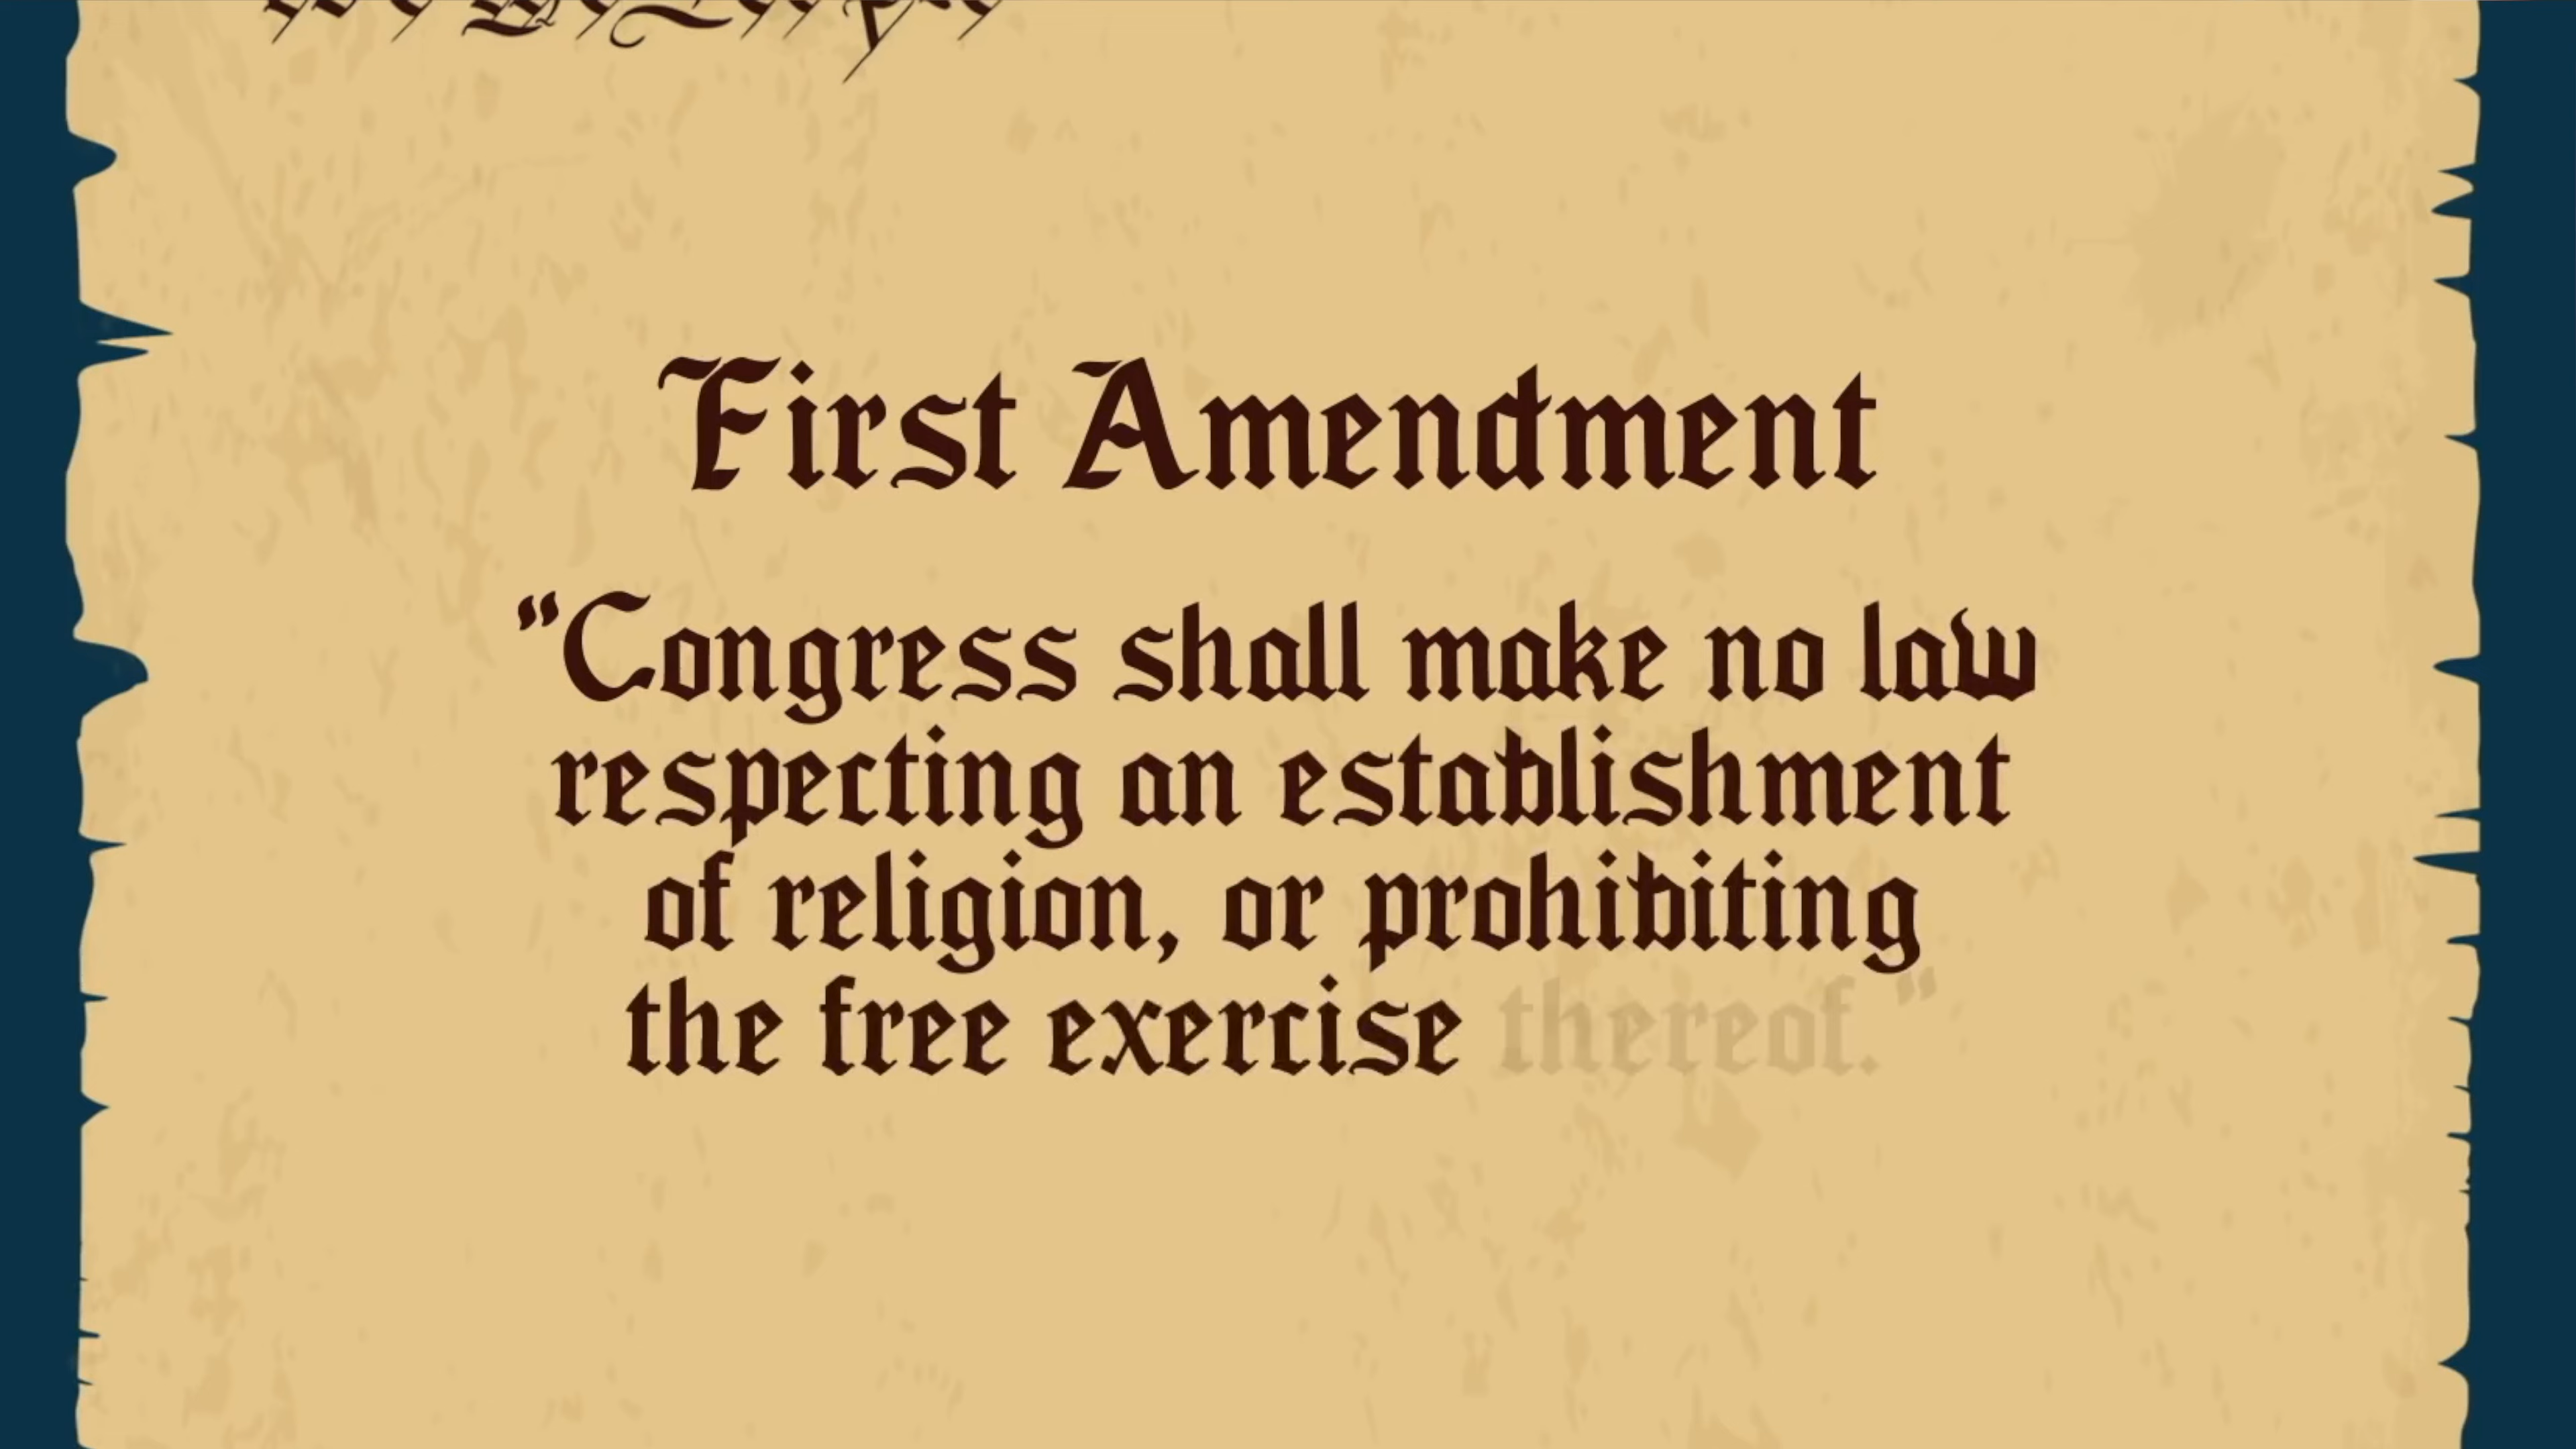 First Amendment
"Congress shall make no law
respecting an establishment
of religion, or prohibiting
the free exercise thereof."